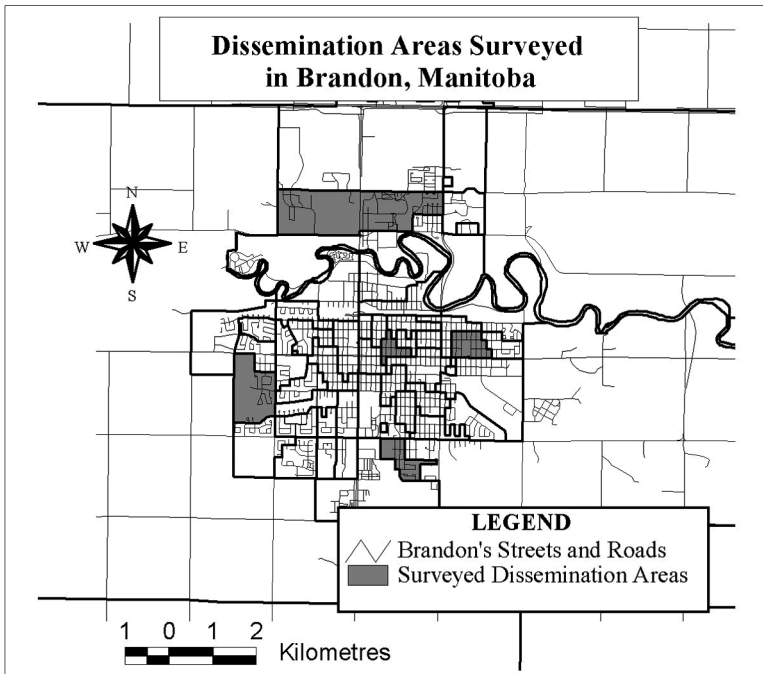 Dissemination Areas Surveyed
in Brandon, Manitoba
N
W E
S
LEGEND
Brandon's Streets and Roads
Surveyed Dissemination Areas
1 0 1 2
Kilometres